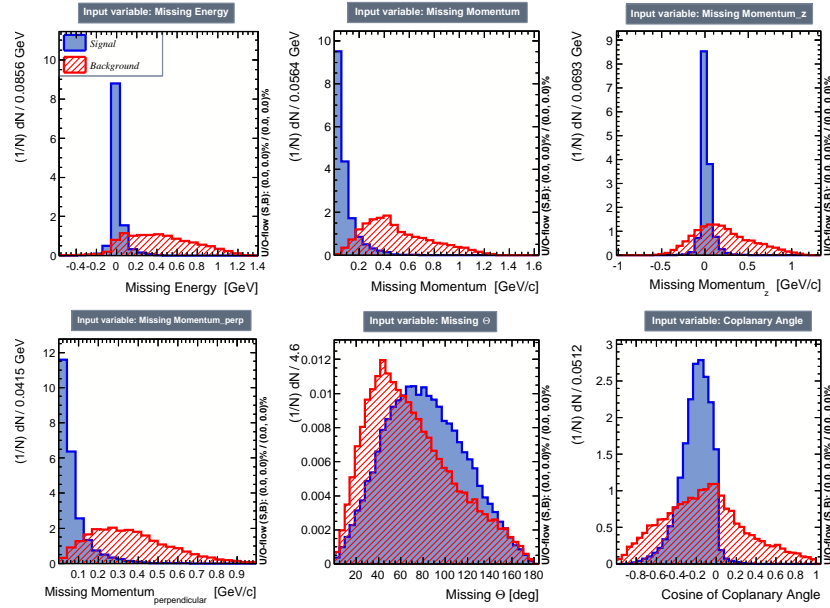 Input variable: Missing Energy
(1/N) dN / 0.0856 GeV
10
8
6
4
2
0
Signal
Background
U/O-flow (S,B): (0.0, 0.0)% / (0.0, 0.0)%
−0.4 −0.2 0 0.2 0.4 0.6 0.8 1 1.2 1.4
Missing Energy [GeV]
Input variable: Missing Momentum
(1/N) dN / 0.0564 GeV
10
8
6
4
2
0
U/O-flow (S,B): (0.0, 0.0)% / (0.0, 0.0)%
0.2 0.4 0.6 0.8 1 1.2 1.4 1.6
Missing Momentum [GeV/c]
Input variable: Missing Momentum_z
(1/N) dN / 0.0693 GeV
9
8
7
6
5
4
3
2
1
0
U/O-flow (S,B): (0.0, 0.0)% / (0.0, 0.0)%
-1 −0.5 0 0.5 1
Missing Momentum_z [GeV/c]
Input variable: Missing Momentum_perp
(1/N) dN / 0.0415 GeV
12
10
8
6
4
2
0
U/O-flow (S,B): (0.0, 0.0)% / (0.0, 0.0)%
0.1 0.2 0.3 0.4 0.5 0.6 0.7 0.8 0.9
Missing Momentum_perpendicular [GeV/c]
Input variable: Missing Θ
(1/N) dN / 4.6
0.012
0.01
0.008
0.006
0.004
0.002
0
U/O-flow (S,B): (0.0, 0.0)% / (0.0, 0.0)%
20 40 60 80 100 120 140 160 180
Missing Θ [deg]
Input variable: Coplanary Angle
(1/N) dN / 0.0512
3
2.5
2
1.5
1
0.5
0
U/O-flow (S,B): (0.0, 0.0)% / (0.0, 0.0)%
−0.8 −0.6 −0.4 −0.2 0 0.2 0.4 0.6 0.8 1
Cosine of Coplanary Angle